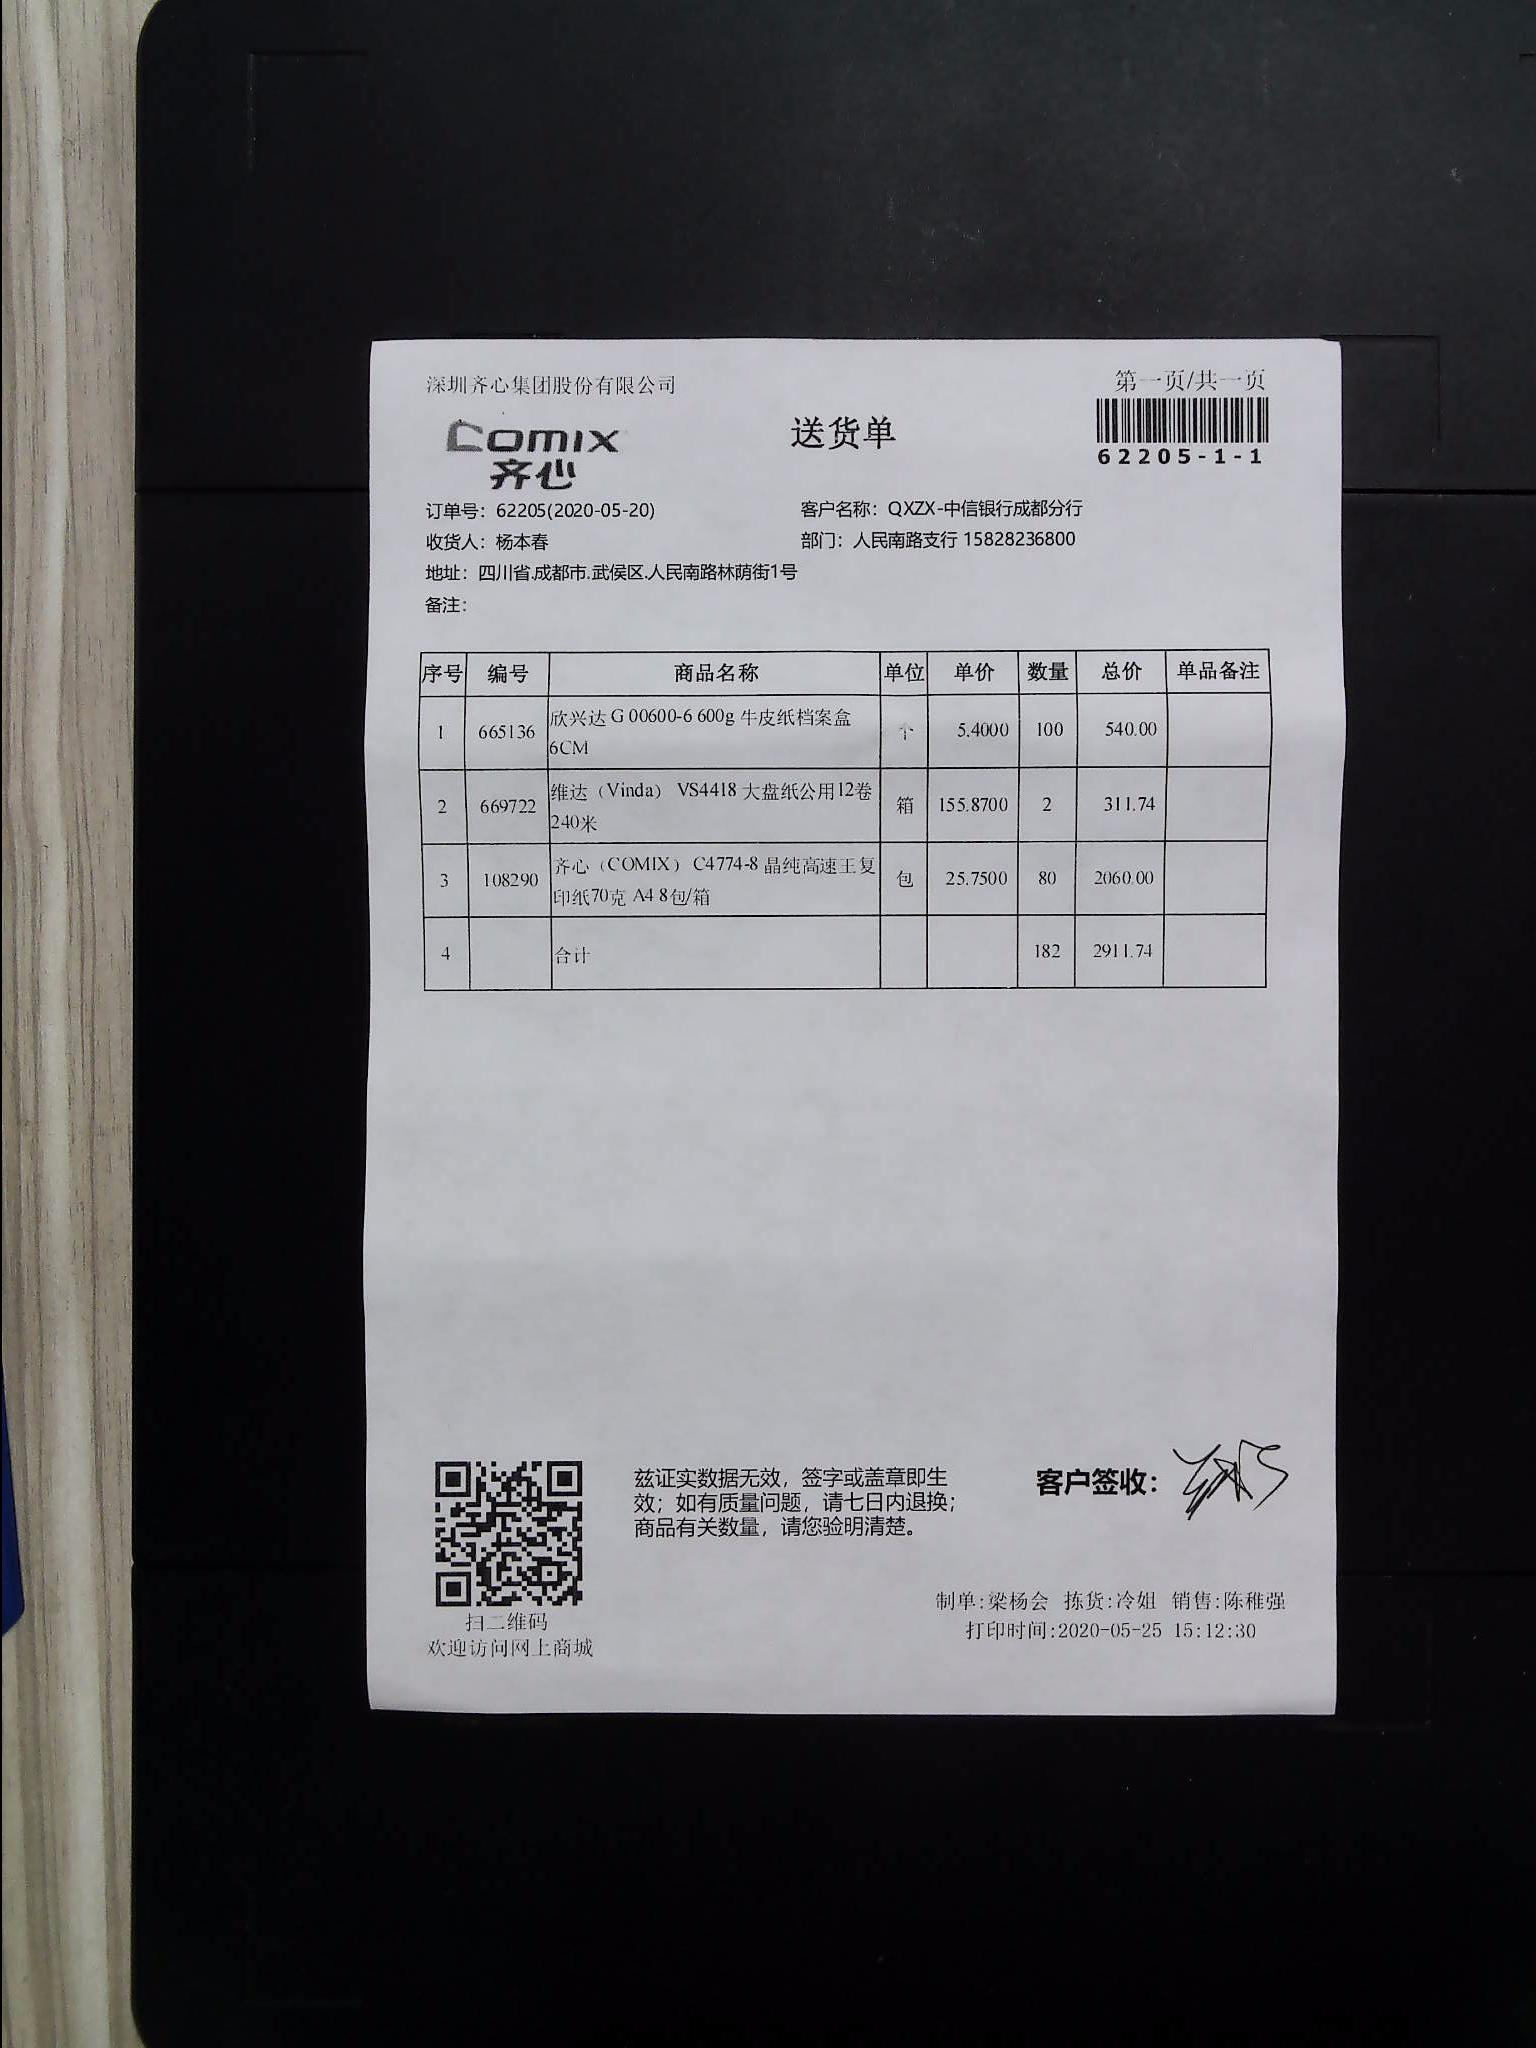 深圳齐心集团股份有限公司
第一页/共一页
comix
齐心
送货单
62205-1-1
订单号：62205(2020-05-20)
客户名称：QXZX-中信银行成都分行
收货人：杨本春
部门：人民南路支行 15828236800
地址：四川省.成都市.武侯区.人民南路林荫街1号
备注：
序号 编号 商品名称 单位 单价 数量 总价 单品备注
1 665136 欣兴达 G 00600-6 600g 牛皮纸档案盒 个 5.4000 100 540.00
6CM
2 669722 维达（Vinda） VS4418 大盘纸公用12卷 箱 155.8700 2 311.74
240米
3 108290 齐心（COMIX） C4774-8 晶纯高速王复 包 25.7500 80 2060.00
印纸70克 A4 8包/箱
4 合计 182 2911.74
兹证实数据无效，签字或盖章即生
效；如有质量问题，请七日内退换；
商品有关数量，请您验明清楚。
客户签收：
扫二维码
欢迎访问网上商城
制单:梁杨会 拣货:冷姐 销售:陈稚强
打印时间:2020-05-25 15:12:30